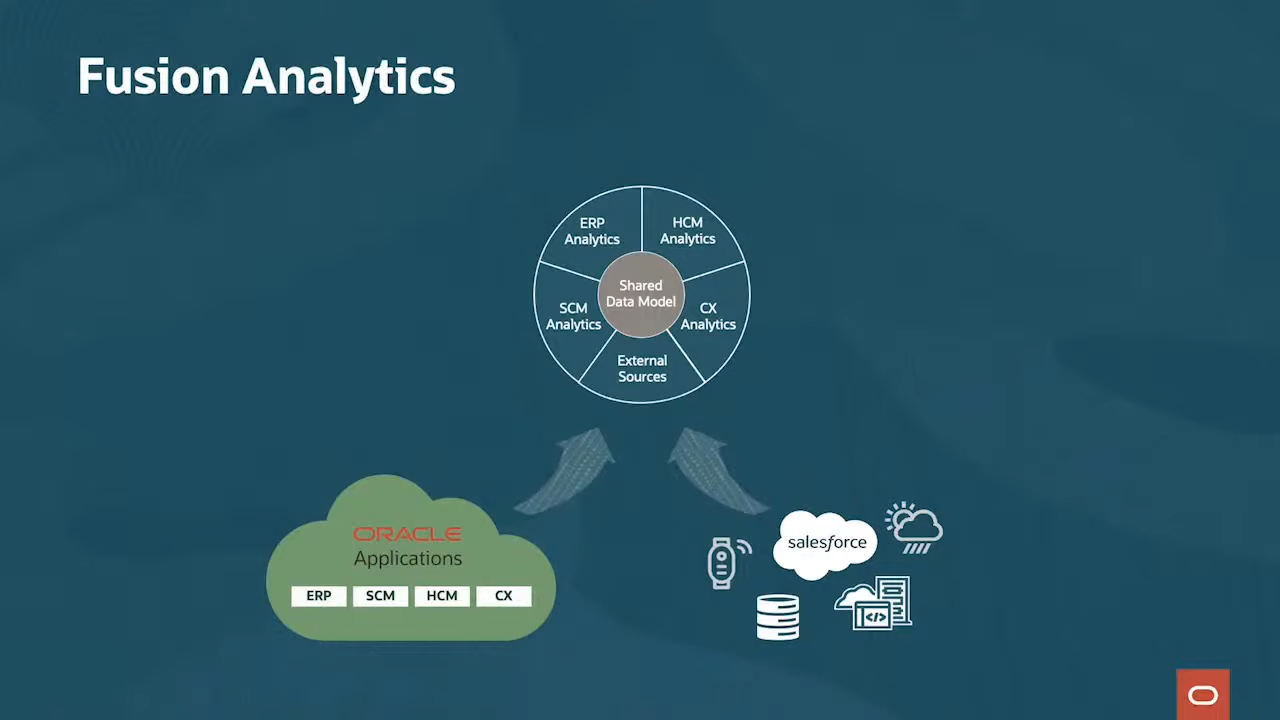 Fusion Analytics
ERP
Analytics
HCM
Analytics
Shared
Data Model
SCM
Analytics
CX
Analytics
External
Sources
ORACLE
Applications
ERP
SCM
HCM
CX
salesforce
</>